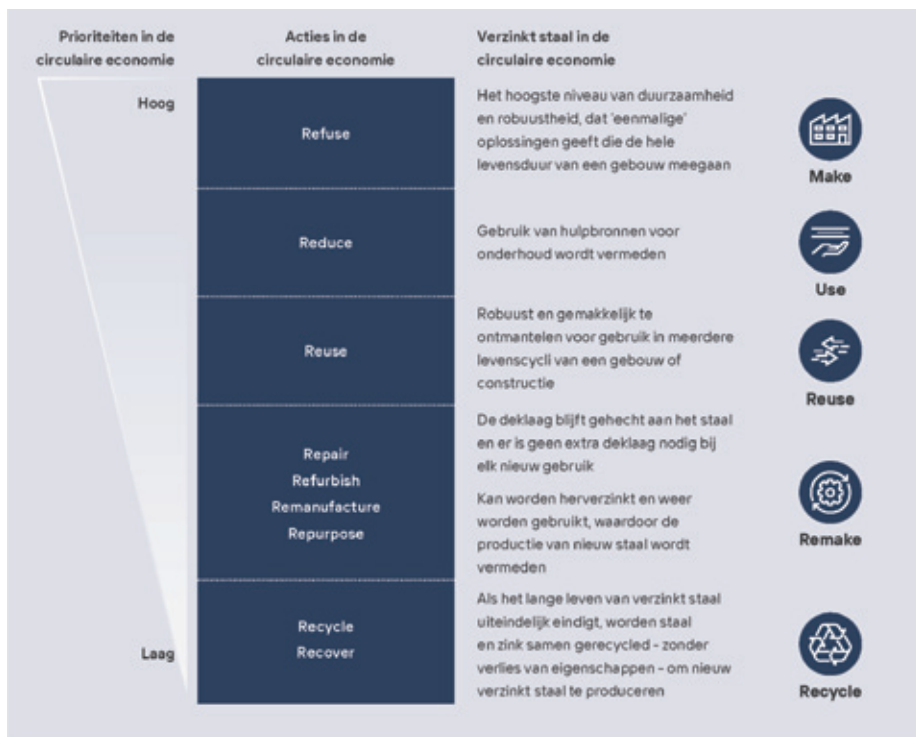 Prioriteiten in de
circulaire economie
Acties in de
circulaire economie
Verzinkt staal in de
circulaire economie
Hoog
Refuse
Het hoogste niveau van duurzaamheid
en robuustheid, dat 'eenmalige'
oplossingen geeft die de hele
levensduur van een gebouw meegaan
Make
Reduce
Gebruik van hulpbronnen voor
onderhoud wordt vermeden
Use
Reuse
Robuust en gemakkelijk te
ontmantelen voor gebruik in meerdere
levenscycli van een gebouw of
constructie
Reuse
Repair
Refurbish
Remanufacture
Repurpose
De deklaag blijft gehecht aan het staal
en er is geen extra deklaag nodig bij
elk nieuw gebruik
Kan worden herverzinkt en weer
worden gebruikt, waardoor de
productie van nieuw staal wordt
vermeden
Remake
Laag
Recycle
Recover
Als het lange leven van verzinkt staal
uiteindelijk eindigt, worden staal
en zink samen gerecycled - zonder
verlies van eigenschappen - om nieuw
verzinkt staal te produceren
Recycle